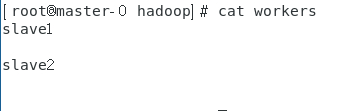 [root@master-0 hadoop]# cat workers
slave1
slave2